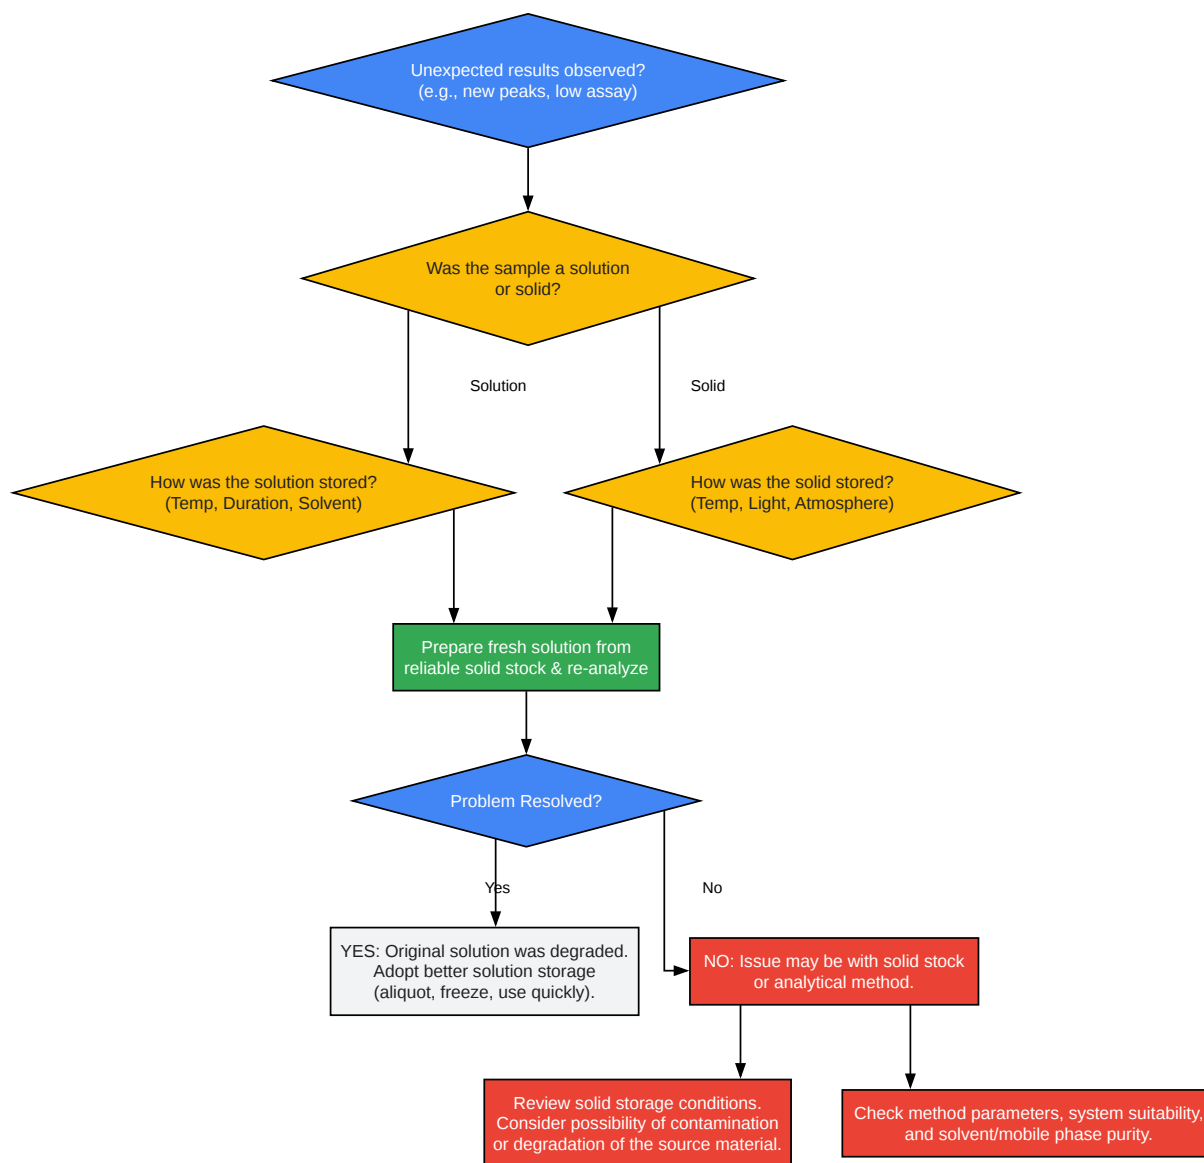 Unexpected results observed?
(e.g., new peaks, low assay)
Was the sample a solution
or solid?
Solution
Solid
How was the solution stored?
(Temp, Duration, Solvent)
How was the solid stored?
(Temp, Light, Atmosphere)
Prepare fresh solution from
reliable solid stock & re-analyze
Problem Resolved?
Yes
No
YES: Original solution was degraded.
Adopt better solution storage
(aliquot, freeze, use quickly).
NO: Issue may be with solid stock
or analytical method.
Review solid storage conditions.
Consider possibility of contamination
or degradation of the source material.
Check method parameters, system suitability,
and solvent/mobile phase purity.